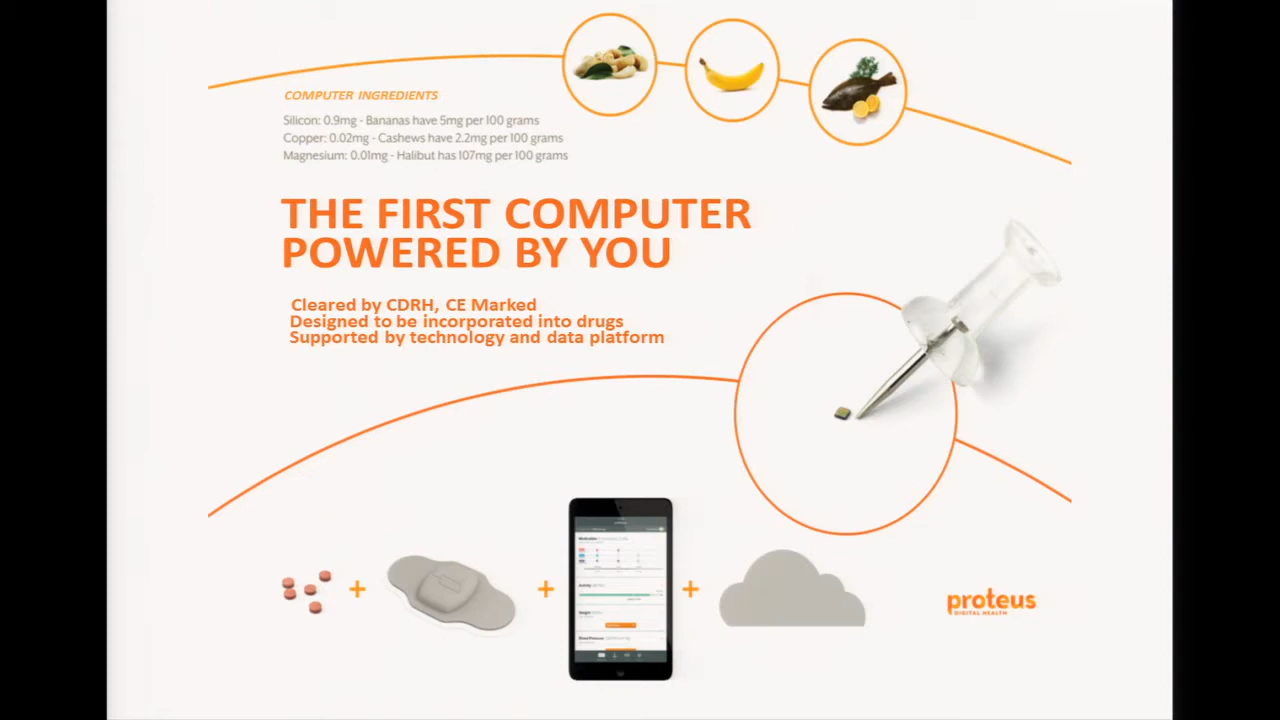 COMPUTER INGREDIENTS
Silicon: 0.9mg - Bananas have 5mg per 100 grams
Copper: 0.02mg - Cashews have 2.2mg per 100 grams
Magnesium: 0.01mg - Halibut has 107mg per 100 grams
THE FIRST COMPUTER
POWERED BY YOU
Cleared by CDRH, CE Marked
Designed to be incorporated into drugs
Supported by technology and data platform
proteus
DIGITAL HEALTH